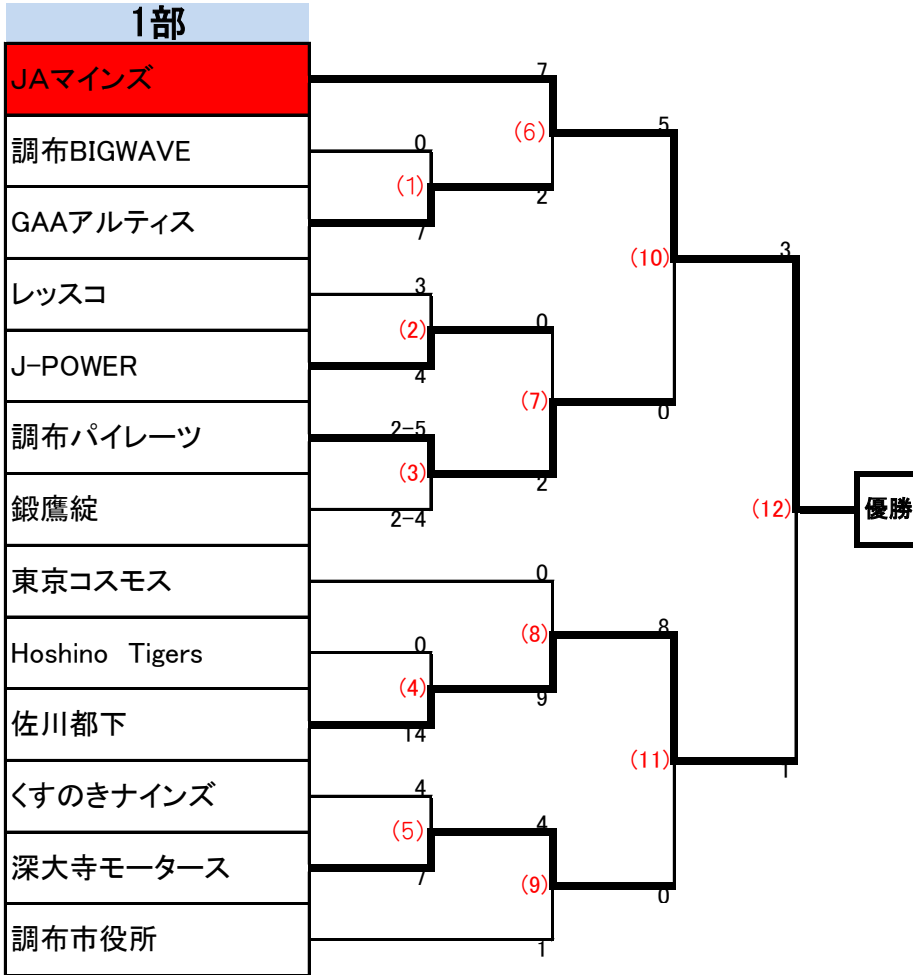 1部
JAマインズ
調布BIGWAVE
GAAアルティス
レッスコ
J-POWER
調布パイレーツ
鍛鷹綻
東京コスモス
Hoshino Tigers
佐川都下
くすのきナインズ
深大寺モータース
調布市役所
0
(1)
7
3
(2)
4
2-5
(3)
2-4
0
(4)
14
4
(5)
7
7
(6)
2
0
(7)
2
0
(8)
9
4
(9)
1
5
(10)
0
8
(11)
0
3
(12)
1
優勝